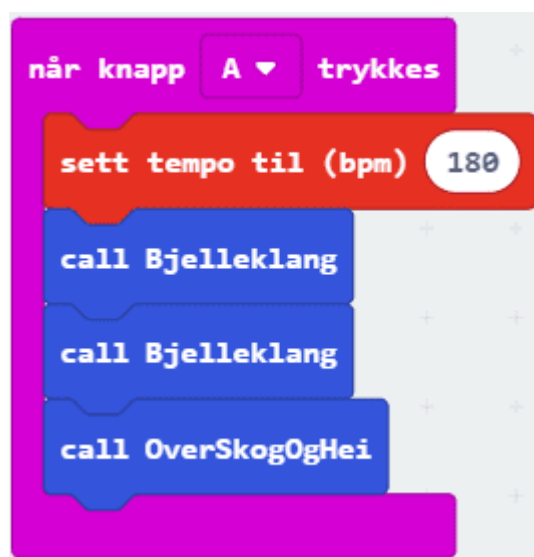 når knapp A trykkes
sett tempo til (bpm) 180
call Bjelleklang
call Bjelleklang
call OverSkogOgHei